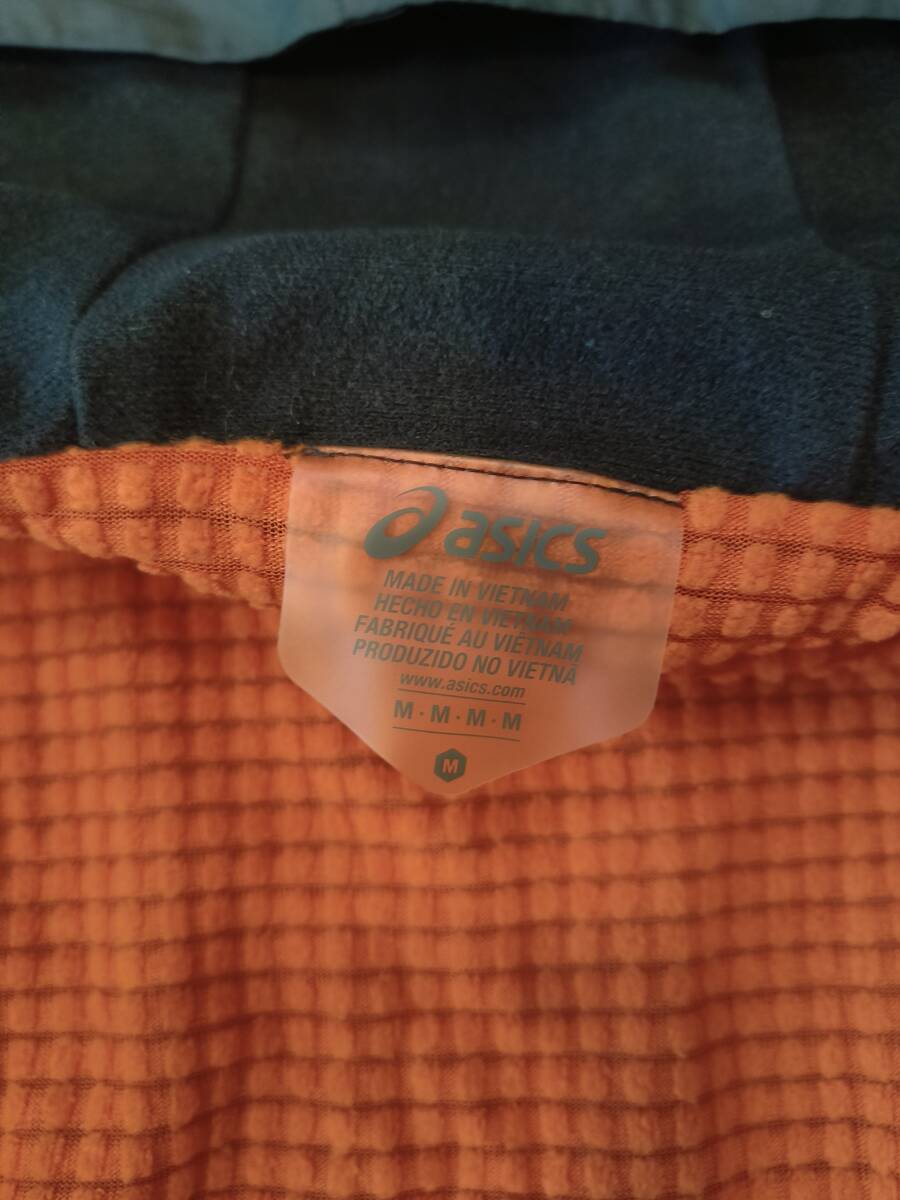 asics
MADE IN VIETNAM
HECHO EN VIETNAM
FABRIQUÉ AU VIÊTNAM
PRODUZIDO NO VIETNÃ
www.asics.com
M · M · M · M
M